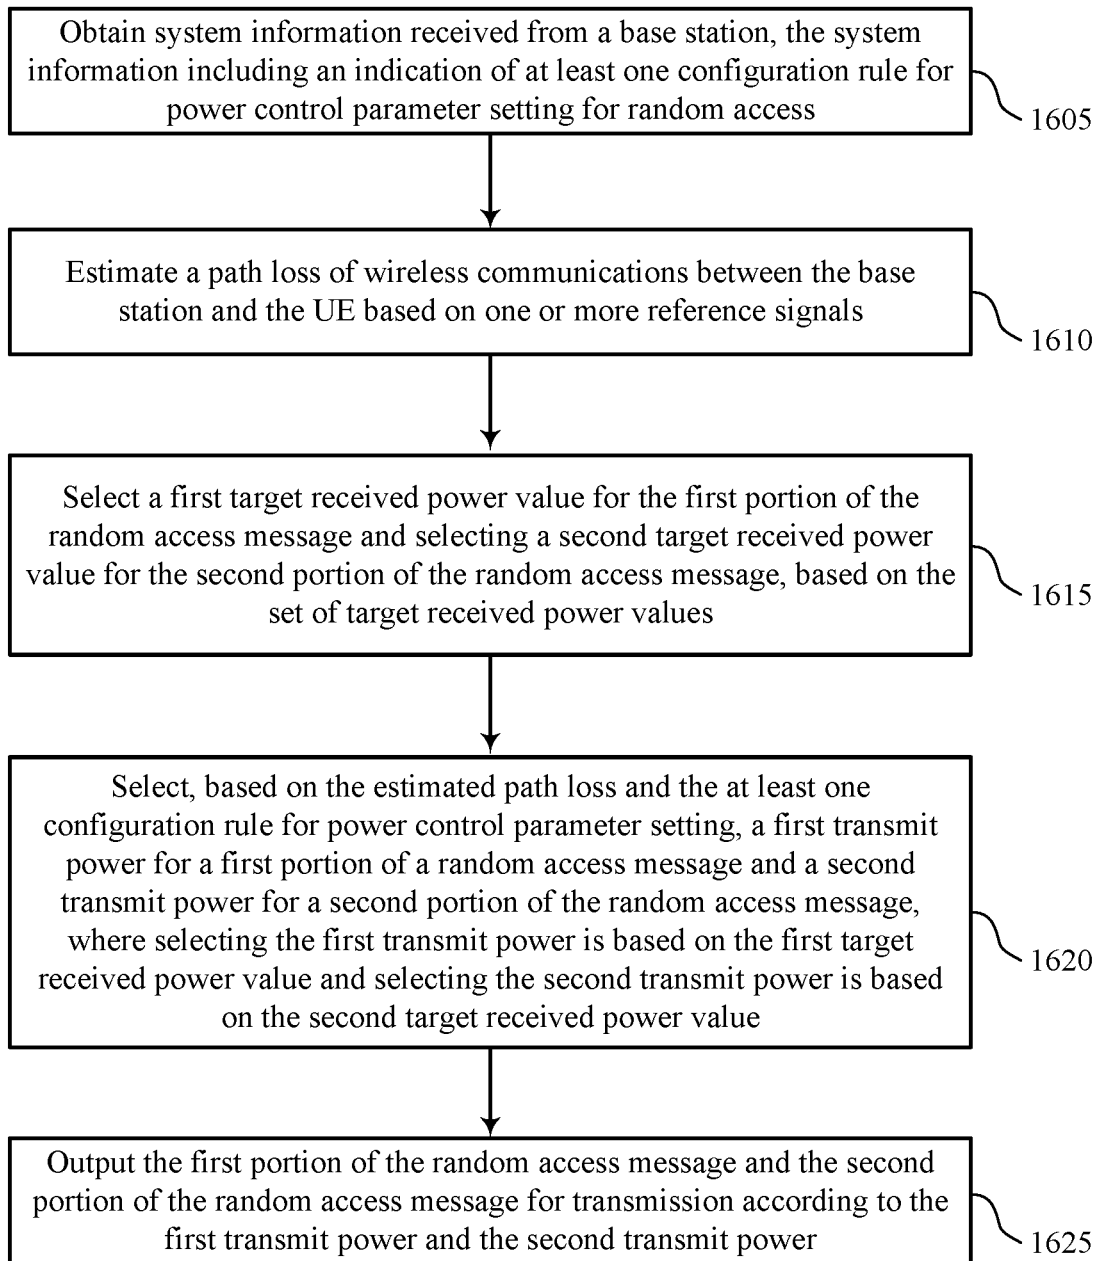 Obtain system information received from a base station, the system
information including an indication of at least one configuration rule for
power control parameter setting for random access
1605
Estimate a path loss of wireless communications between the base
station and the UE based on one or more reference signals
1610
Select a first target received power value for the first portion of the
random access message and selecting a second target received power
value for the second portion of the random access message, based on the
set of target received power values
1615
Select, based on the estimated path loss and the at least one
configuration rule for power control parameter setting, a first transmit
power for a first portion of a random access message and a second
transmit power for a second portion of the random access message,
where selecting the first transmit power is based on the first target
received power value and selecting the second transmit power is based
on the second target received power value
1620
Output the first portion of the random access message and the second
portion of the random access message for transmission according to the
first transmit power and the second transmit power
1625